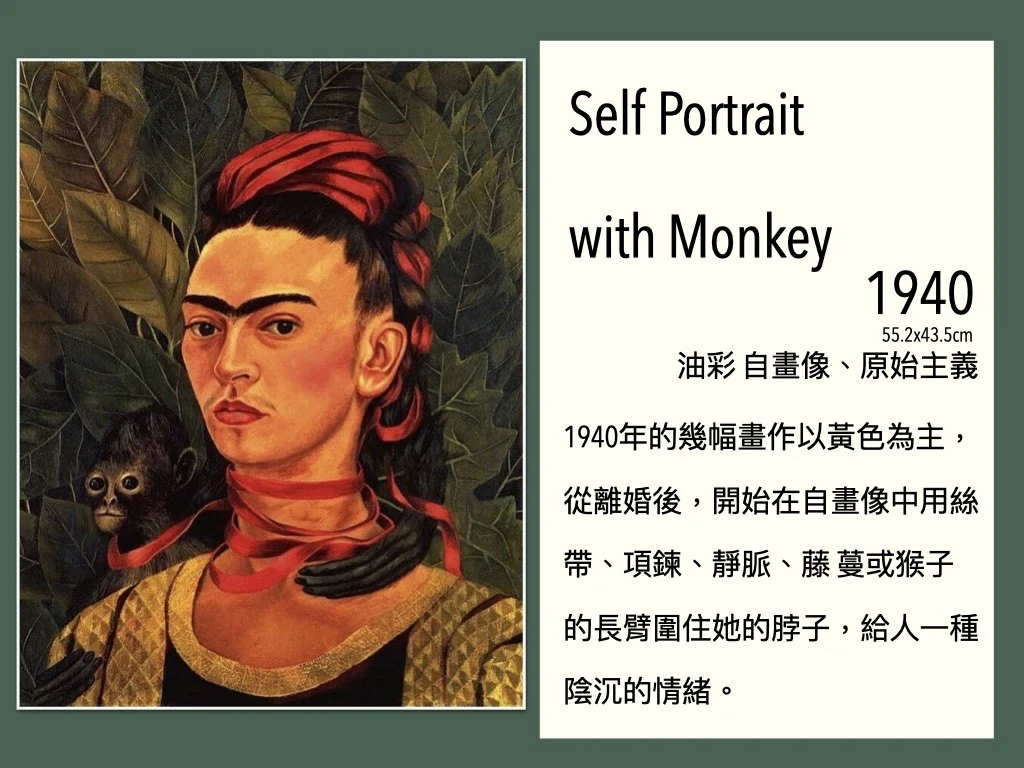 Self Portrait
with Monkey
1940
55.2x43.5cm
油彩 自畫像、原始主義
1940年的幾幅畫作以黃色為主，
從離婚後，開始在自畫像中用絲
帶、項鍊、靜脈、藤 蔓或猴子
的長臂圍住她的脖子，給人一種
陰沉的情緒。